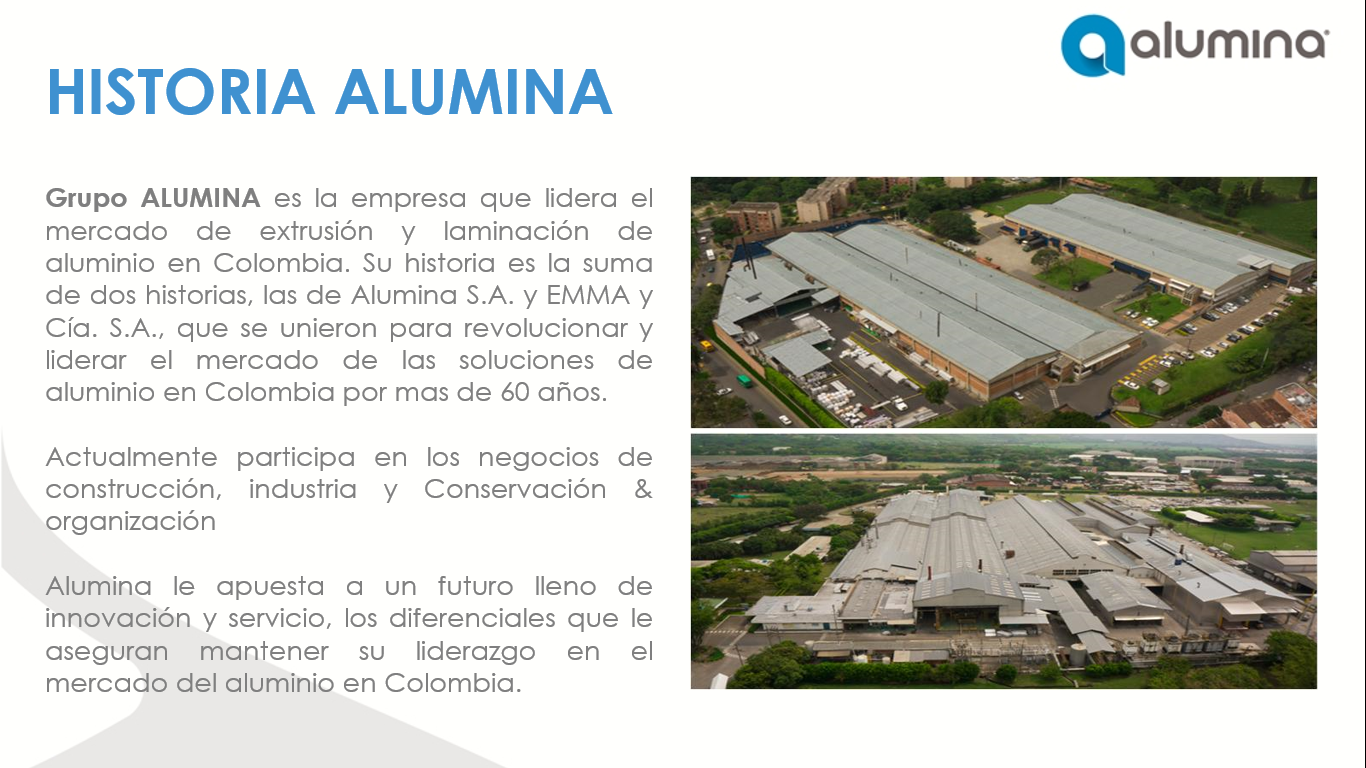 alumina
HISTORIA ALUMINA
Grupo ALUMINA es la empresa que lidera el
mercado de extrusión y laminación de
aluminio en Colombia. Su historia es la suma
de dos historias, las de Alumina S.A. y EMMA y
Cía. S.A., que se unieron para revolucionar y
liderar el mercado de las soluciones de
aluminio en Colombia por mas de 60 años.
Actualmente participa en los negocios de
construcción, industria y Conservación &
organización
Alumina le apuesta a un futuro lleno de
innovación y servicio, los diferenciales que le
aseguran mantener su liderazgo en el
mercado del aluminio en Colombia.